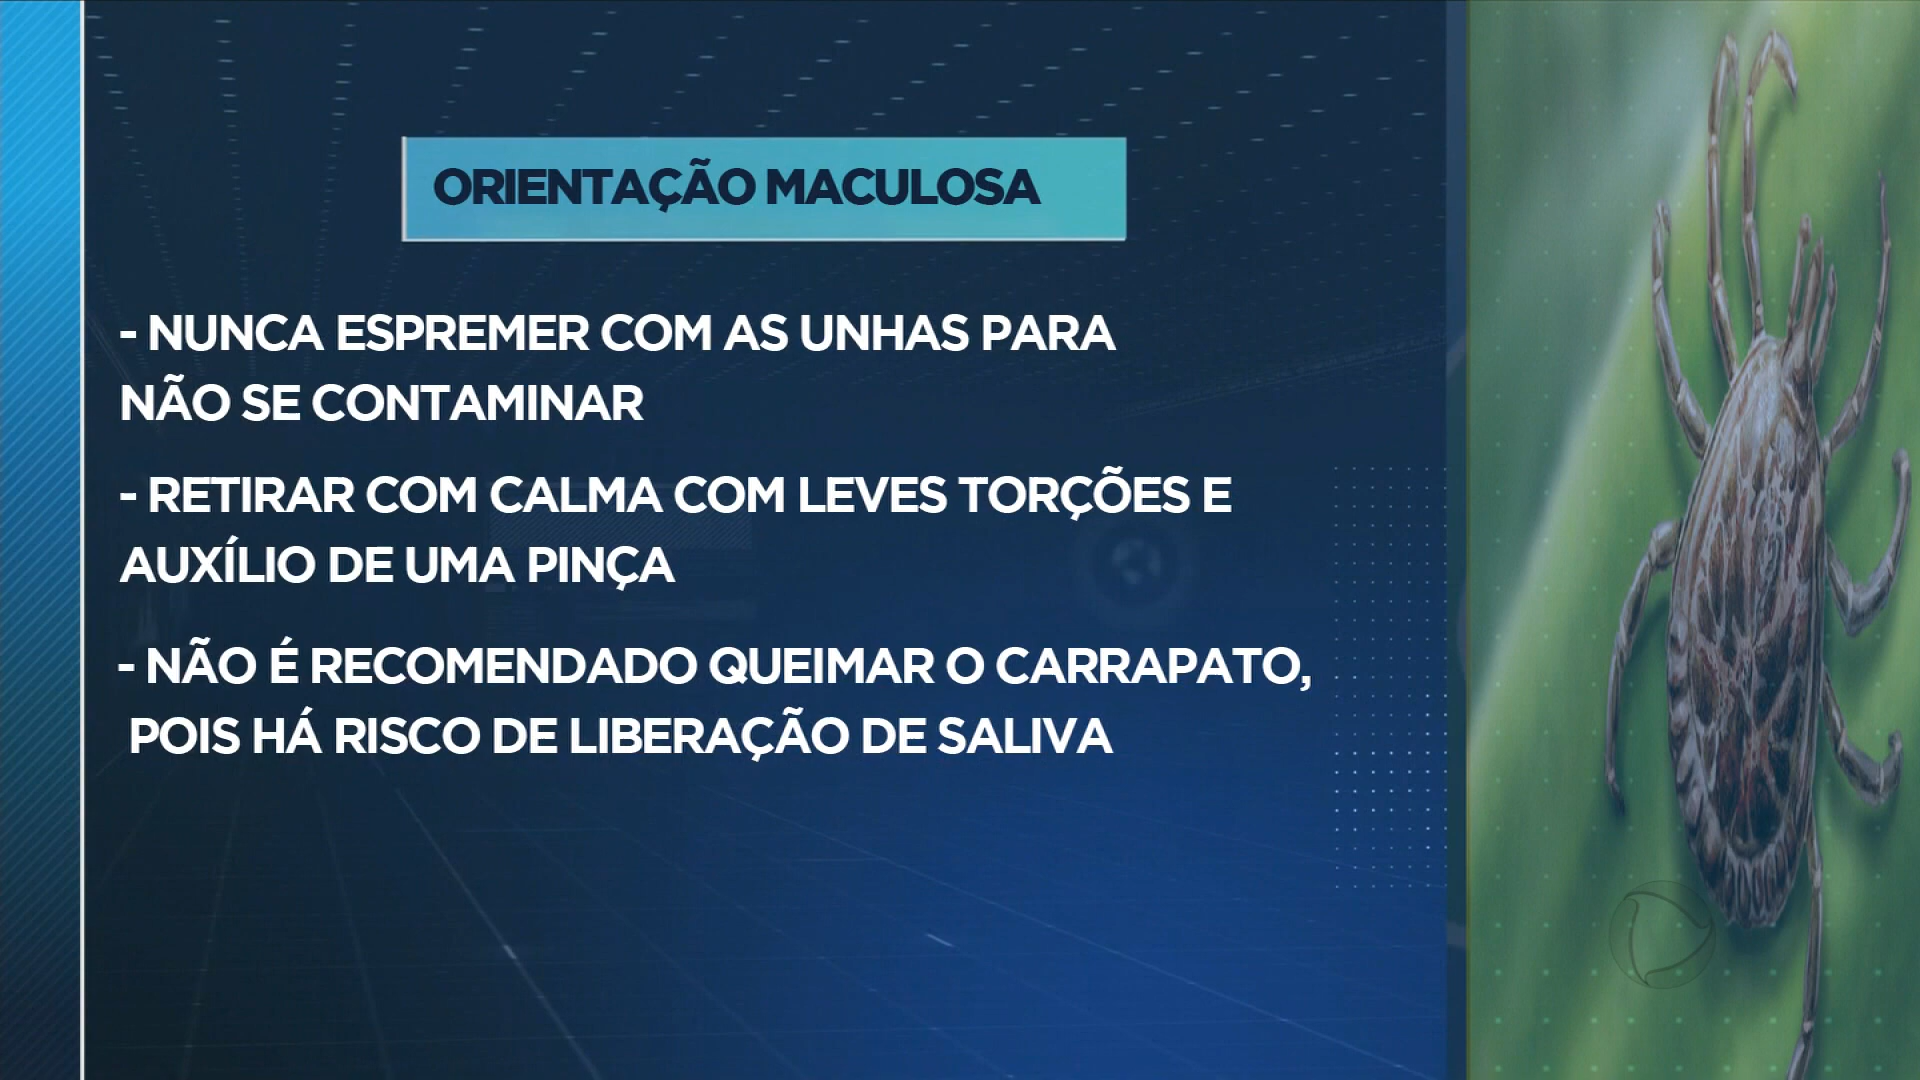 ORIENTAÇÃO MACULOSA
- NUNCA ESPREMER COM AS UNHAS PARA
NÃO SE CONTAMINAR
- RETIRAR COM CALMA COM LEVES TORÇÕES E
AUXÍLIO DE UMA PINÇA
- NÃO É RECOMENDADO QUEIMAR O CARRAPATO,
POIS HÁ RISCO DE LIBERAÇÃO DE SALIVA